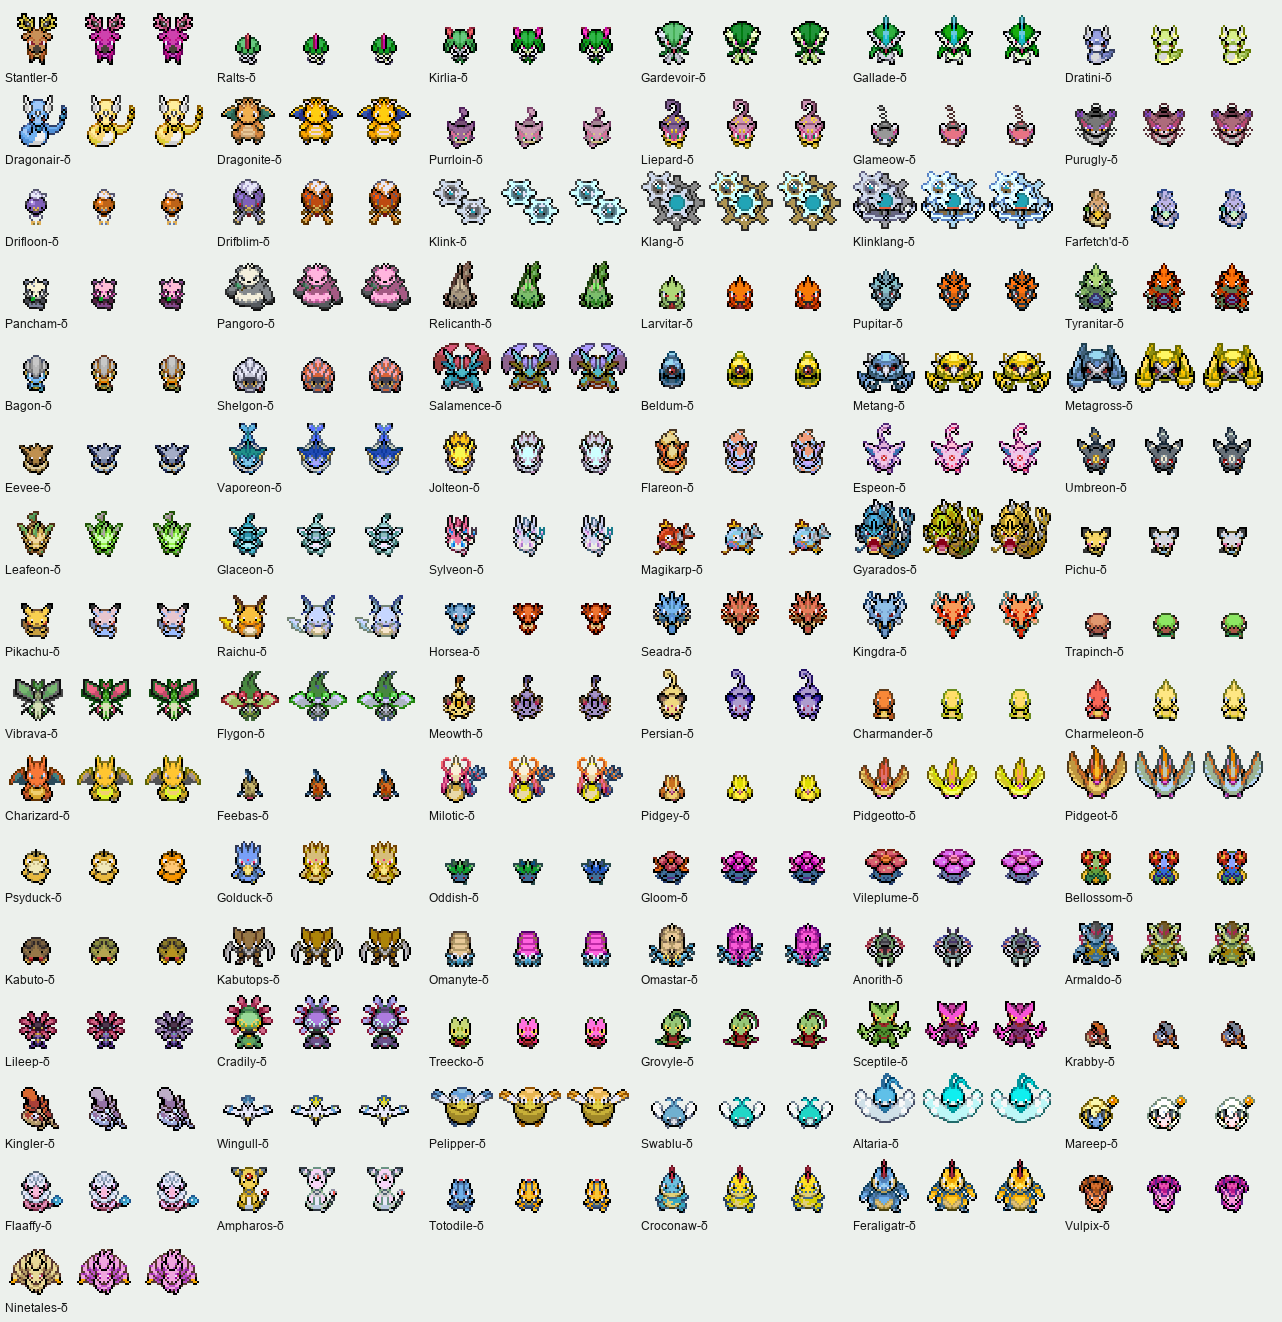 Stantler-δ Ralts-δ Kirlia-δ Gardevoir-δ Gallade-δ Dratini-δ
Dragonair-δ Dragonite-δ Purrloin-δ Liepard-δ Glameow-δ Purugly-δ
Drifloon-δ Drifblim-δ Klink-δ Klang-δ Klinklang-δ Farfetch'd-δ
Pancham-δ Pangoro-δ Relicanth-δ Larvitar-δ Pupitar-δ Tyranitar-δ
Bagon-δ Shelgon-δ Salamence-δ Beldum-δ Metang-δ Metagross-δ
Eevee-δ Vaporeon-δ Jolteon-δ Flareon-δ Espeon-δ Umbreon-δ
Leafeon-δ Glaceon-δ Sylveon-δ Magikarp-δ Gyarados-δ Pichu-δ
Pikachu-δ Raichu-δ Horsea-δ Seadra-δ Kingdra-δ Trapinch-δ
Vibrava-δ Flygon-δ Meowth-δ Persian-δ Charmander-δ Charmeleon-δ
Charizard-δ Feebas-δ Milotic-δ Pidgey-δ Pidgeotto-δ Pidgeot-δ
Psyduck-δ Golduck-δ Oddish-δ Gloom-δ Vileplume-δ Bellossom-δ
Kabuto-δ Kabutops-δ Omanyte-δ Omastar-δ Anorith-δ Armaldo-δ
Lileep-δ Cradily-δ Treecko-δ Grovyle-δ Sceptile-δ Krabby-δ
Kingler-δ Wingull-δ Pelipper-δ Swablu-δ Altaria-δ Mareep-δ
Flaaffy-δ Ampharos-δ Totodile-δ Croconaw-δ Feraligatr-δ Vulpix-δ
Ninetales-δ